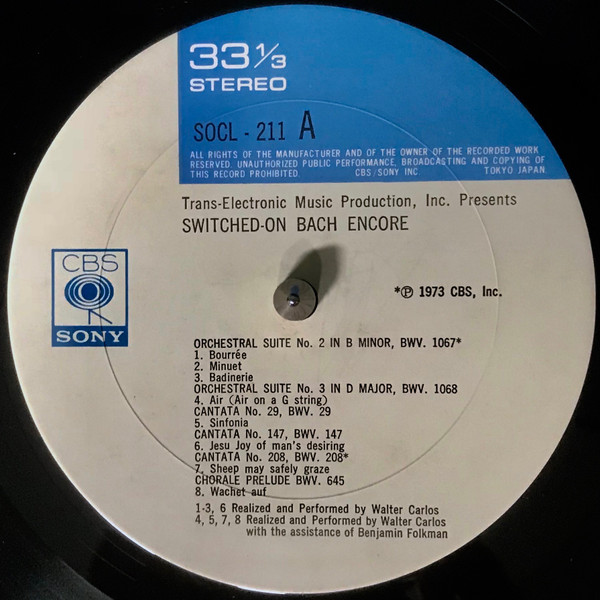 33 1/3
STEREO
SOCL - 211 A
ALL RIGHTS OF THE MANUFACTURER AND OF THE OWNER OF THE RECORDED WORK
RESERVED. UNAUTHORIZED PUBLIC PERFORMANCE, BROADCASTING AND COPYING OF
THIS RECORD PROHIBITED. CBS/SONY INC TOKYO JAPAN
Trans-Electronic Music Production, Inc. Presents
SWITCHED-ON BACH ENCORE
CBS
SONY
*Ⓟ 1973 CBS, Inc.
ORCHESTRAL SUITE No. 2 IN B MINOR, BWV. 1067*
1. Bourrée
2. Minuet
3. Badinerie
ORCHESTRAL SUITE No. 3 IN D MAJOR, BWV. 1068
4. Air (Air on a G string)
CANTATA No. 29, BWV. 29
5. Sinfonia
CANTATA No. 147, BWV. 147
6. Jesu Joy of man's desiring
CANTATA No. 208, BWV. 208*
7. Sheep may safely graze
CHORALE PRELUDE BWV. 645
8. Wachet auf
1-3, 6 Realized and Performed by Walter Carlos
4, 5, 7, 8 Realized and Performed by Walter Carlos
with the assistance of Benjamin Folkman